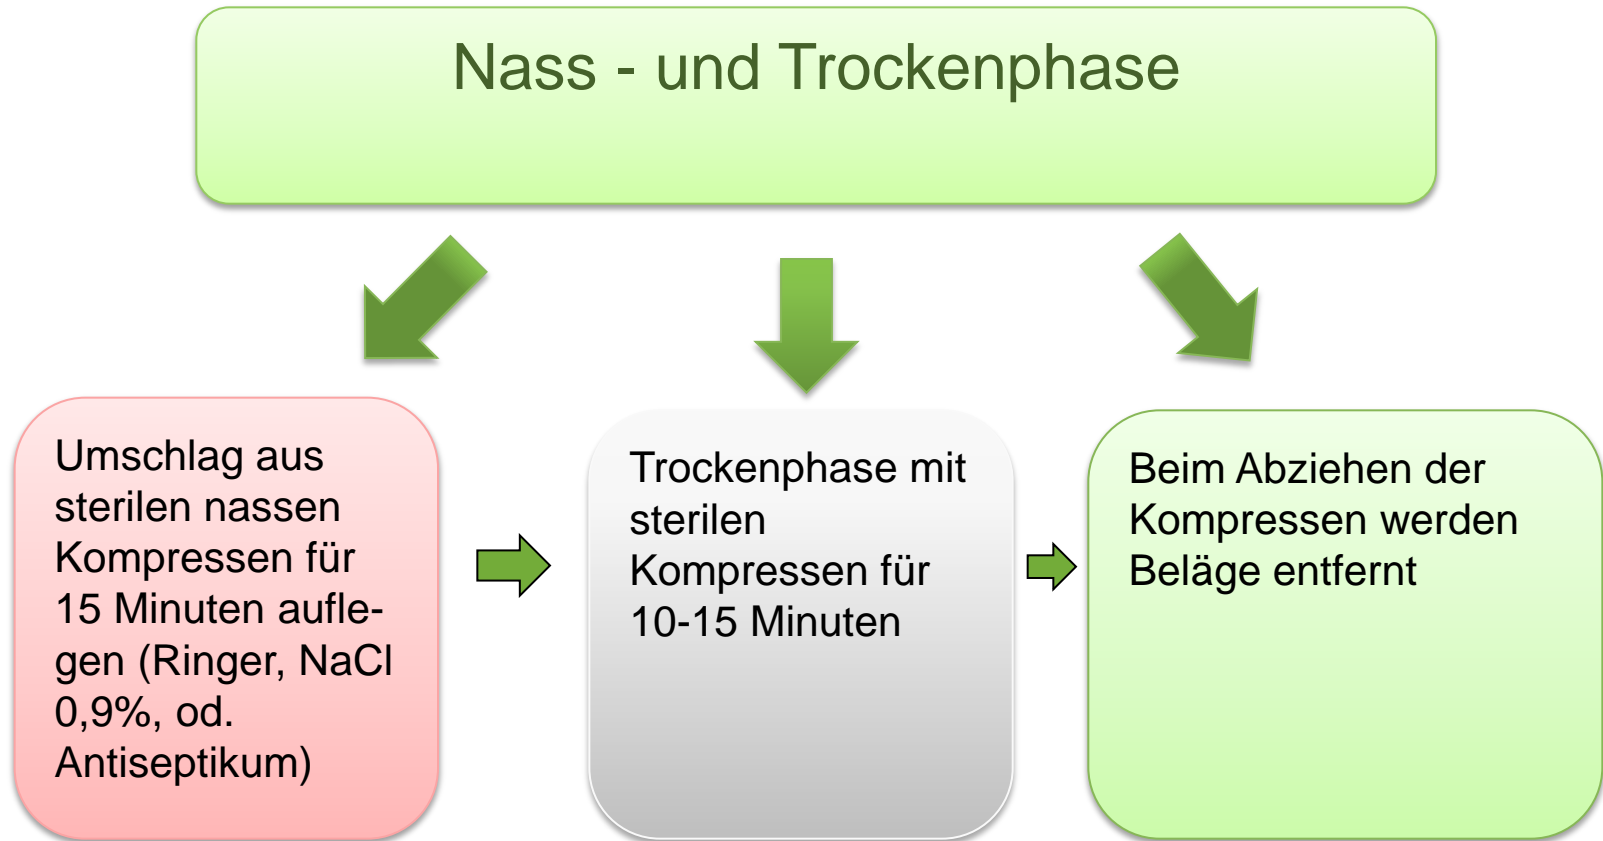 Nass - und Trockenphase
Umschlag aus
sterilen nassen
Kompressen für
15 Minuten aufle-
gen (Ringer, NaCl
0,9%, od.
Antiseptikum)
Trockenphase mit
sterilen
Kompressen für
10-15 Minuten
Beim Abziehen der
Kompressen werden
Beläge entfernt